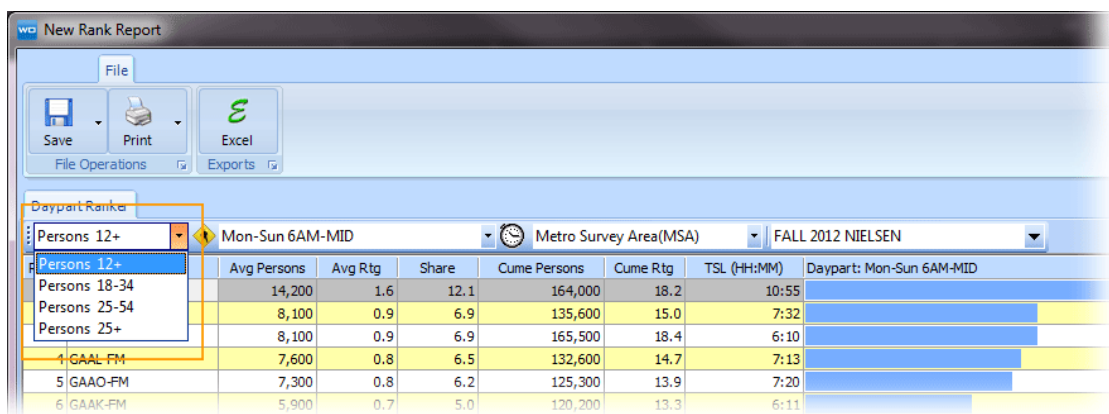 WO New Rank Report
File
Save Print Excel
File Operations Exports
Daypart Ranker
Persons 12+ Mon-Sun 6AM-MID Metro Survey Area(MSA) FALL 2012 NIELSEN
Avg Persons Avg Rtg Share Cume Persons Cume Rtg TSL (HH:MM) Daypart: Mon-Sun 6AM-MID
Persons 12+
Persons 18-34
Persons 25-54
Persons 25+
14,200 1.6 12.1 164,000 18.2 10:55
8,100 0.9 6.9 135,600 15.0 7:32
8,100 0.9 6.9 165,500 18.4 6:10
4 GAAL-FM 7,600 0.8 6.5 132,600 14.7 7:13
5 GAAO-FM 7,300 0.8 6.2 125,300 13.9 7:20
6 GAAK-FM 5,900 0.7 5.0 120,200 13.3 6:11